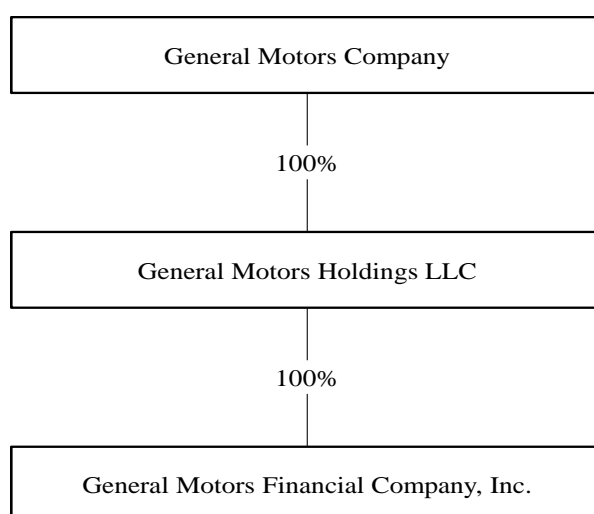 General Motors Company
100%
General Motors Holdings LLC
100%
General Motors Financial Company, Inc.